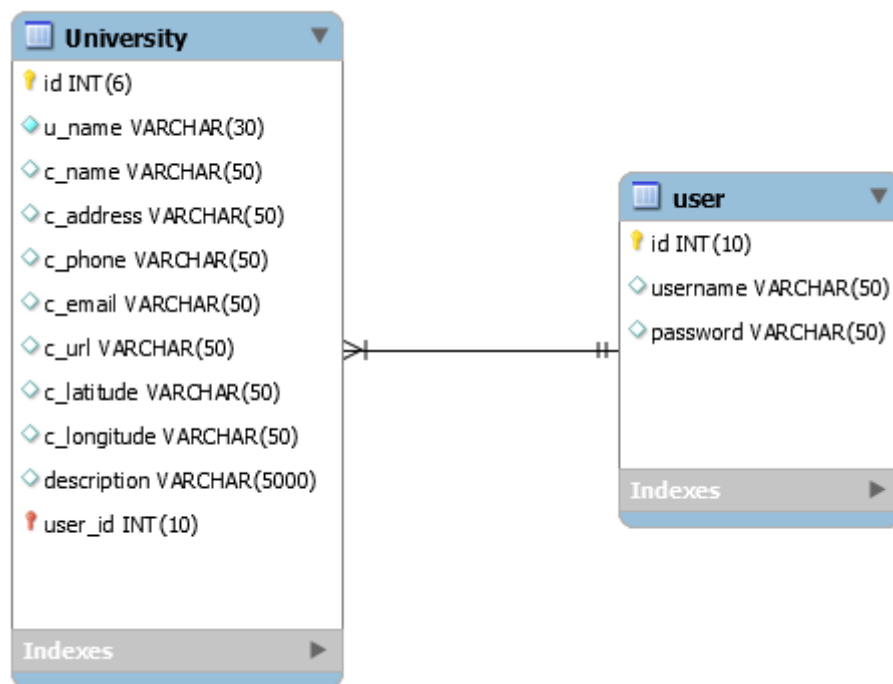 University
id INT(6)
u_name VARCHAR(30)
c_name VARCHAR(50)
c_address VARCHAR(50)
c_phone VARCHAR(50)
c_email VARCHAR(50)
c_url VARCHAR(50)
c_latitude VARCHAR(50)
c_longitude VARCHAR(50)
description VARCHAR(5000)
user_id INT(10)
Indexes
user
id INT(10)
username VARCHAR(50)
password VARCHAR(50)
Indexes